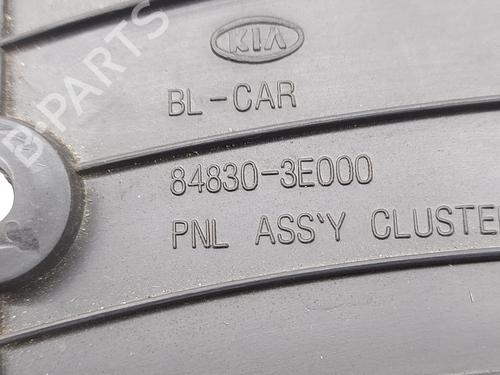 KIA
BL-CAR
84830-3E000
PNL ASS'Y CLUSTE
B-PARTS